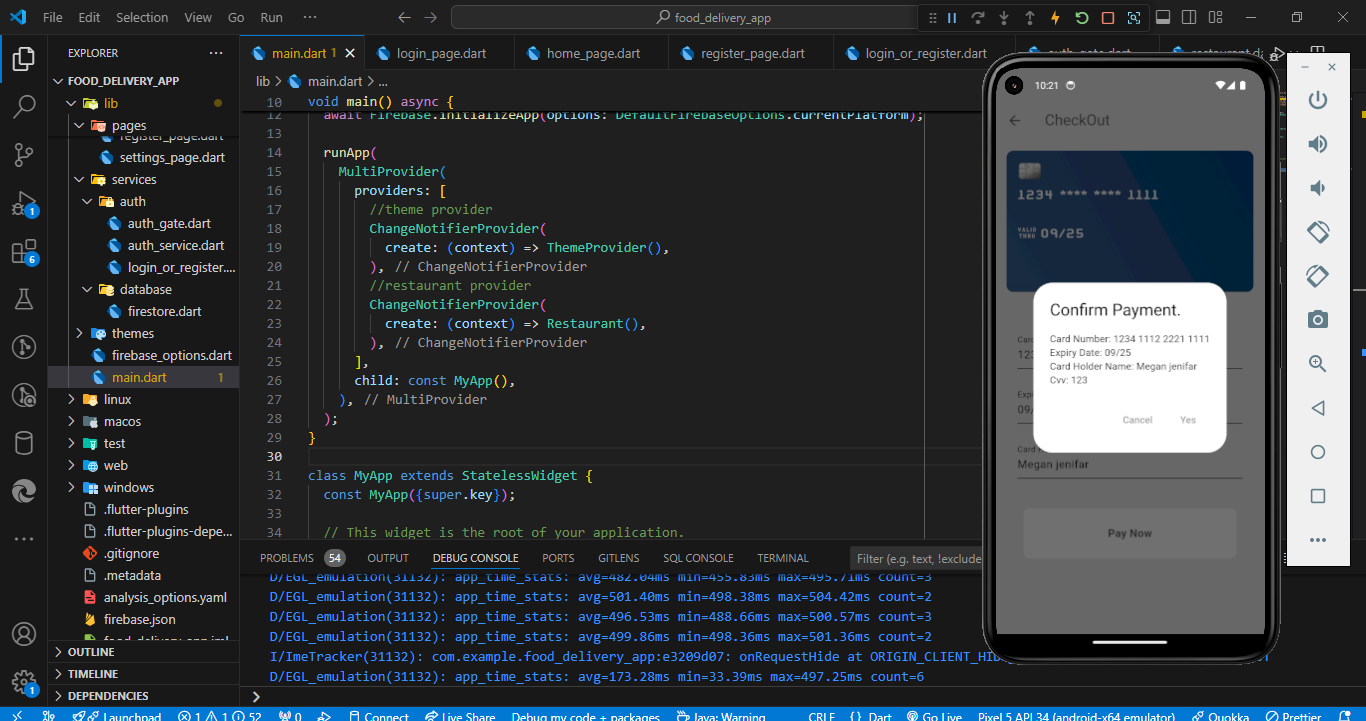 File Edit Selection View Go Run ··· food_delivery_app
EXPLORER ···
FOOD_DELIVERY_APP
lib
pages
register_page.dart
settings_page.dart
services
auth
auth_gate.dart
auth_service.dart
login_or_register....
database
firestore.dart
themes
firebase_options.dart
main.dart 1
linux
macos
test
web
windows
.flutter-plugins
.flutter-plugins-depe...
.gitignore
.metadata
analysis_options.yaml
firebase.json
food_delivery_app.iml
OUTLINE
TIMELINE
DEPENDENCIES
1
6
1
main.dart 1 login_page.dart home_page.dart register_page.dart login_or_register.dart auth_gate.dart restaurant.da
lib > main.dart > ...
10 void main() async {
12 await Firebase.initializeApp(options: DefaultFirebaseOptions.currentPlatform);
13
14 runApp(
15 MultiProvider(
16 providers: [
17 //theme provider
18 ChangeNotifierProvider(
19 create: (context) => ThemeProvider(),
20 ), // ChangeNotifierProvider
21 //restaurant provider
22 ChangeNotifierProvider(
23 create: (context) => Restaurant(),
24 ), // ChangeNotifierProvider
25 ],
26 child: const MyApp(),
27 ), // MultiProvider
28 );
29 }
30
31 class MyApp extends StatelessWidget {
32 const MyApp({super.key});
33
34 // This widget is the root of your application.
PROBLEMS 54 OUTPUT DEBUG CONSOLE PORTS GITLENS SQL CONSOLE TERMINAL Filter (e.g. text, !exclude
D/EGL_emulation(31132): app_time_stats: avg=482.04ms min=455.83ms max=495.71ms count=3
D/EGL_emulation(31132): app_time_stats: avg=501.40ms min=498.38ms max=504.42ms count=2
D/EGL_emulation(31132): app_time_stats: avg=496.53ms min=488.66ms max=500.57ms count=3
D/EGL_emulation(31132): app_time_stats: avg=499.86ms min=498.36ms max=501.36ms count=2
I/ImeTracker(31132): com.example.food_delivery_app:e3209d07: onRequestHide at ORIGIN_CLIENT_HID
D/EGL_emulation(31132): app_time_stats: avg=173.28ms min=33.39ms max=497.25ms count=6
10:21
CheckOut
1234 **** **** 1111
VALID
THRU 09/25
Confirm Payment.
Card Number: 1234 1112 2221 1111
Expiry Date: 09/25
Card Holder Name: Megan jenifar
Cvv: 123
Cancel Yes
Card
123
Exp
09/
Card
Megan jenifar
Pay Now
Launchpad 1 1 52 0 Connect Live Share Debug my code + packages Java: Warning CRLF {} Dart Go Live Pixel 5 API 34 (android-x64 emulator) Quokka Prettier